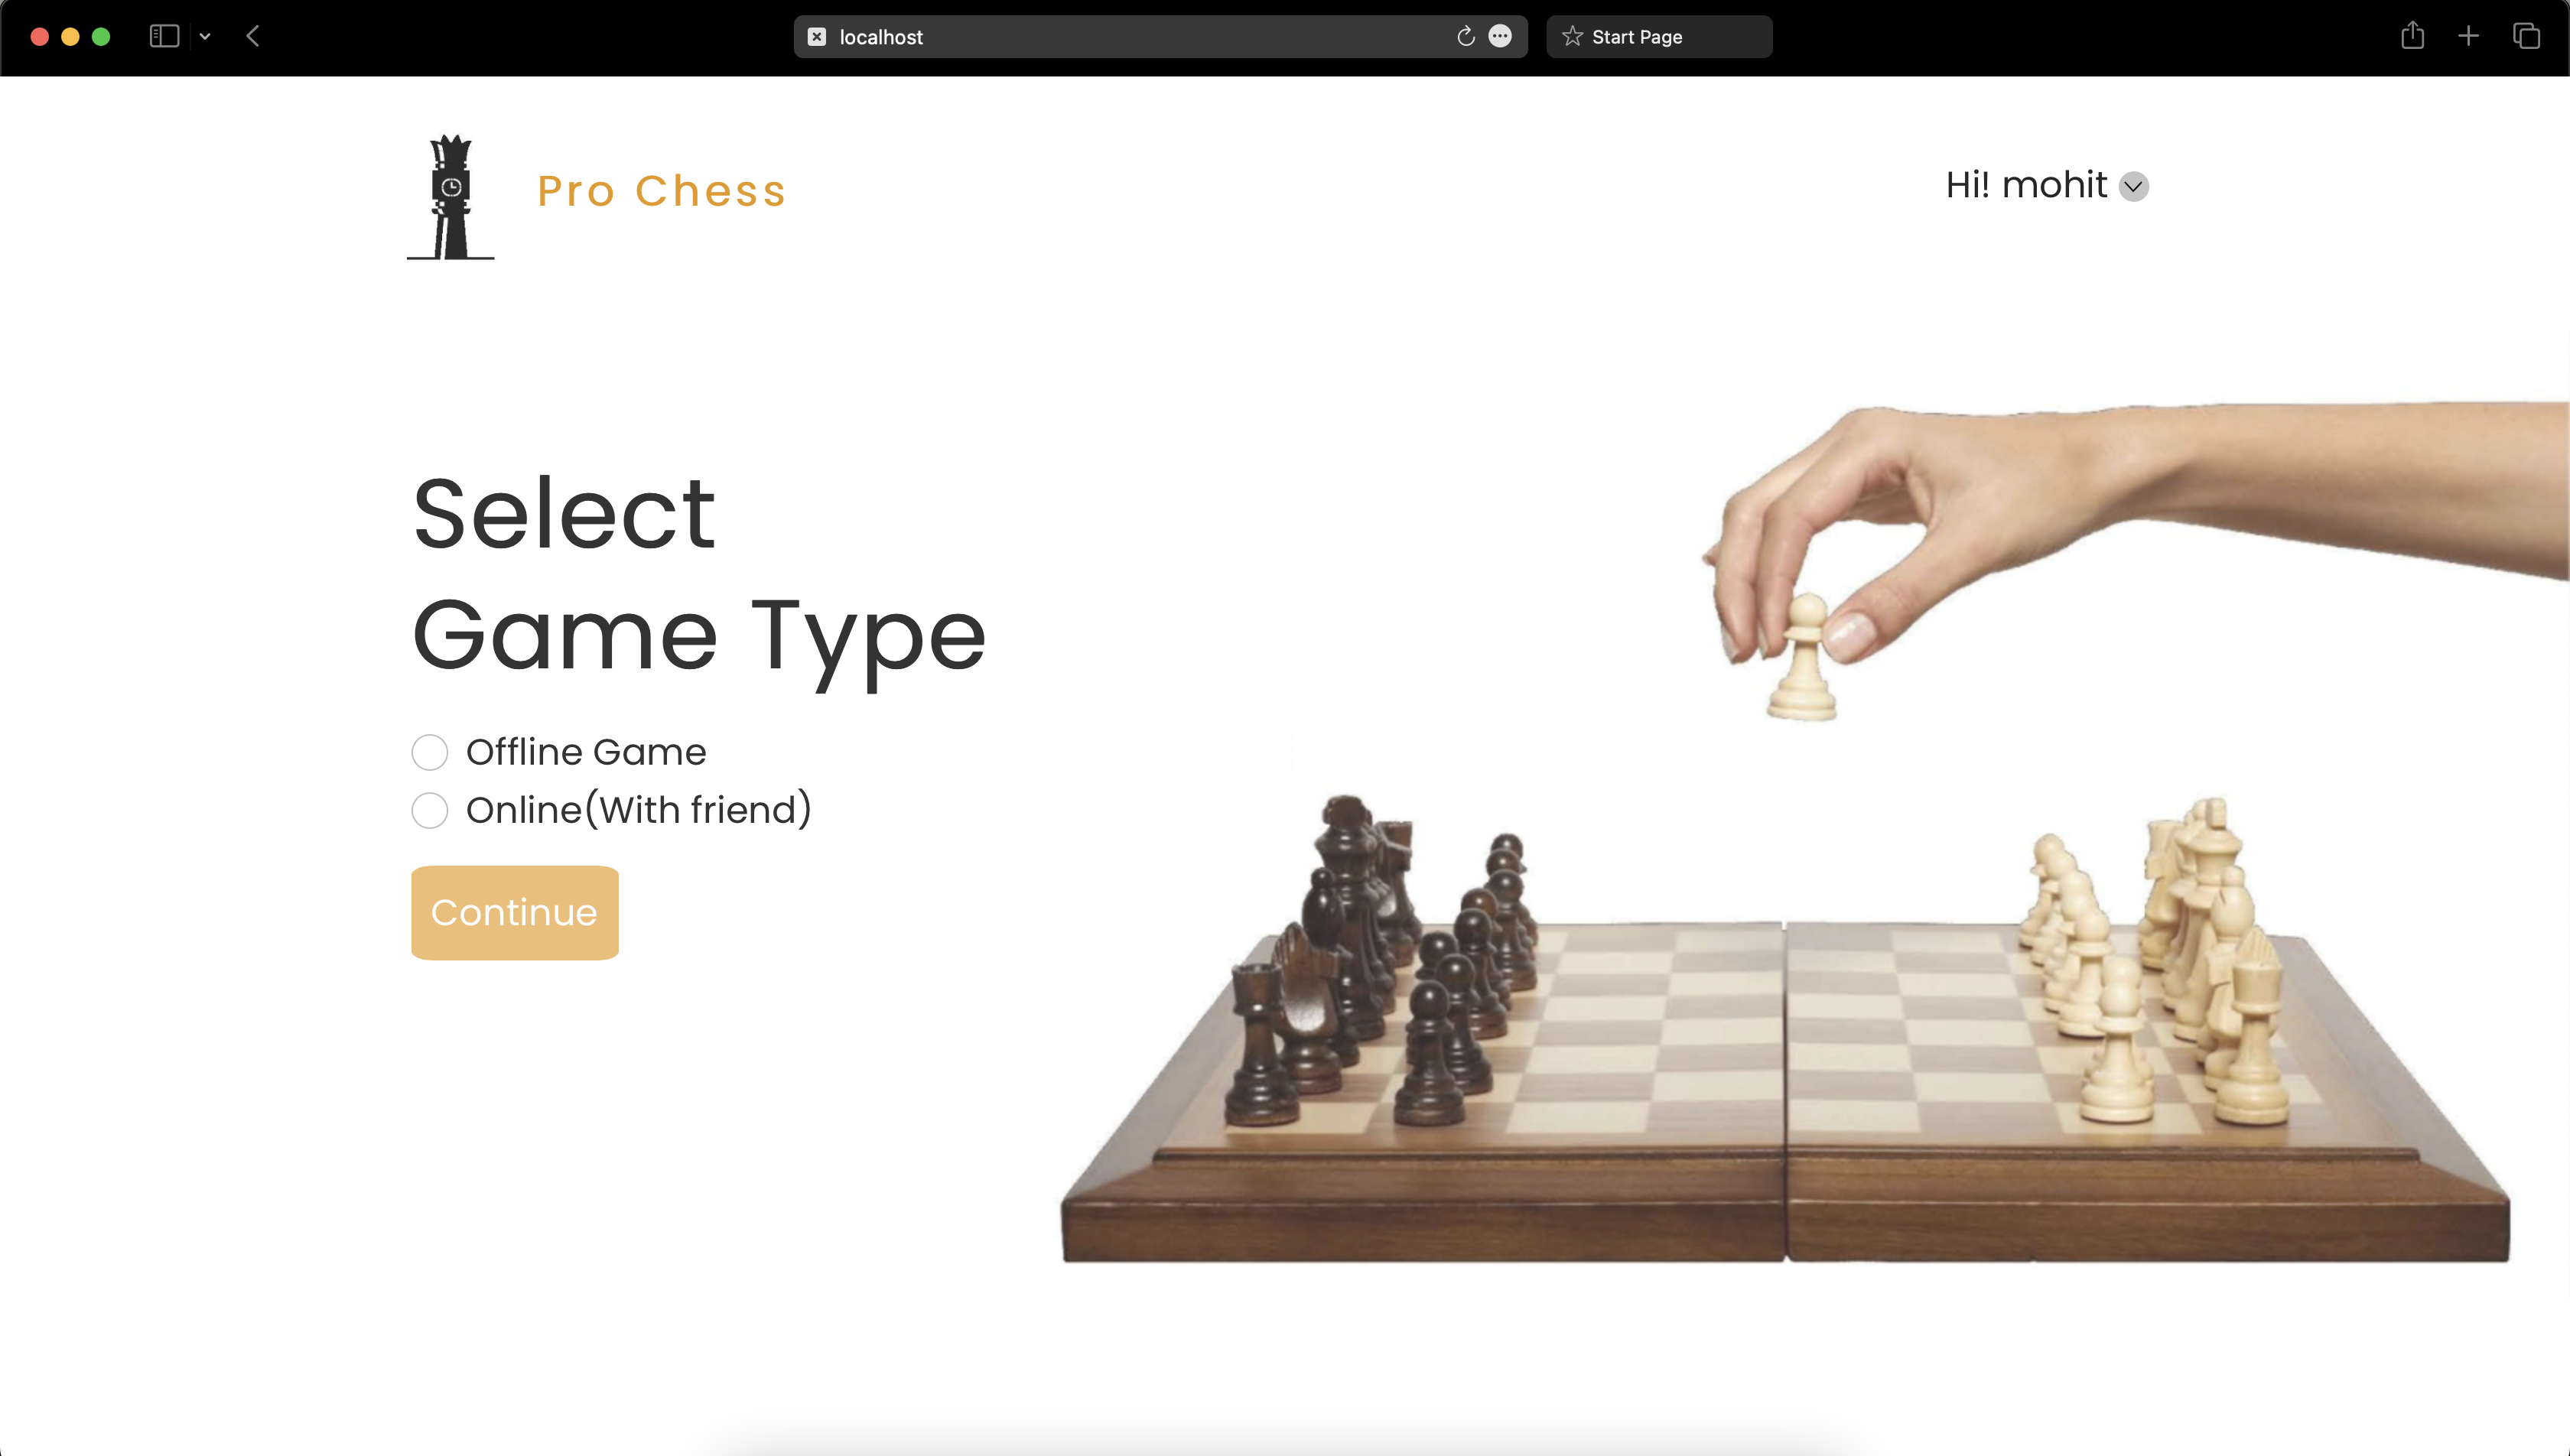 localhost
Start Page
Pro Chess
Hi! mohit
Select
Game Type
Offline Game
Online(With friend)
Continue